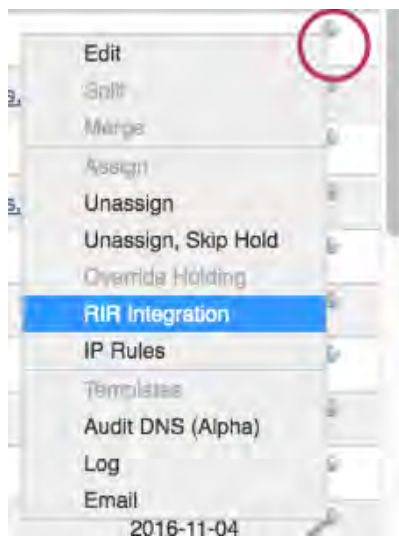 Edit
Split
Merge
Assign
Unassign
Unassign, Skip Hold
Override Holding
RIR Integration
IP Rules
Templates
Audit DNS (Alpha)
Log
Email
2016-11-04